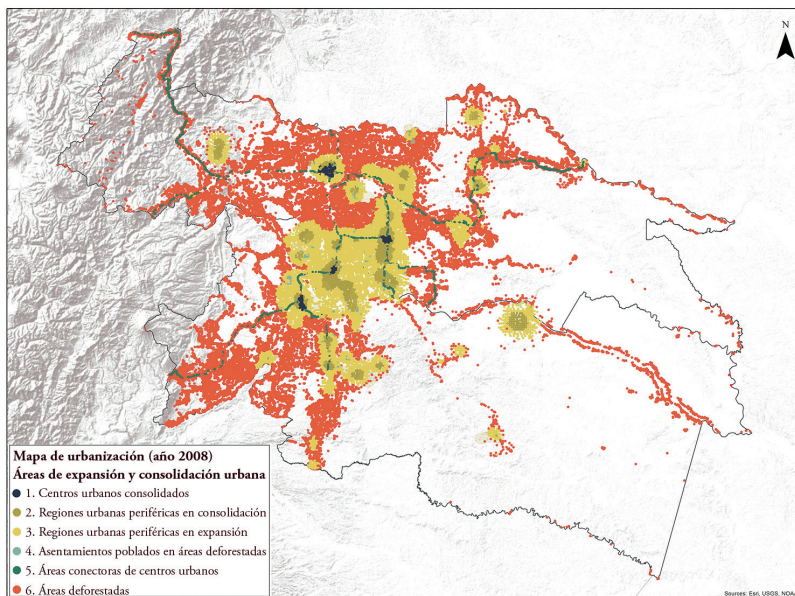 N
Mapa de urbanización (año 2008)
Áreas de expansión y consolidación urbana
1. Centros urbanos consolidados
2. Regiones urbanas periféricas en consolidación
3. Regiones urbanas periféricas en expansión
4. Asentamientos poblados en áreas deforestadas
5. Áreas conectoras de centros urbanos
6. Áreas deforestadas
Sources: Esri, USGS, NOAA